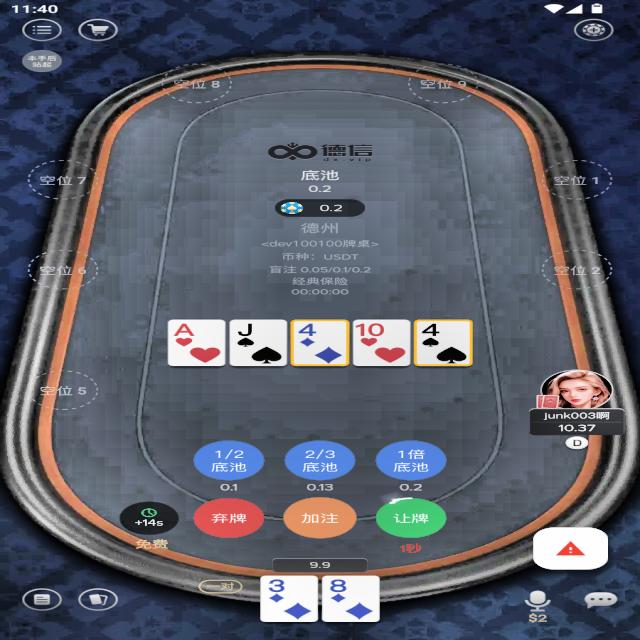 11:40
本手后
站起
空位 8
空位 9
德信
dx.vip
底池
0.2
0.2
空位 7
空位 1
德州
<dev100100牌桌>
币种：USDT
盲注 0.05/0.1/0.2
空位 6
空位 2
经典保险
00:00:00
A
J
4
10
4
空位 5
junk003啊
10.37
D
1/2
底池
2/3
底池
1倍
底池
0.1
0.13
0.2
+14s
弃牌
加注
让牌
免费
1秒
9.9
一对
3
8
$2